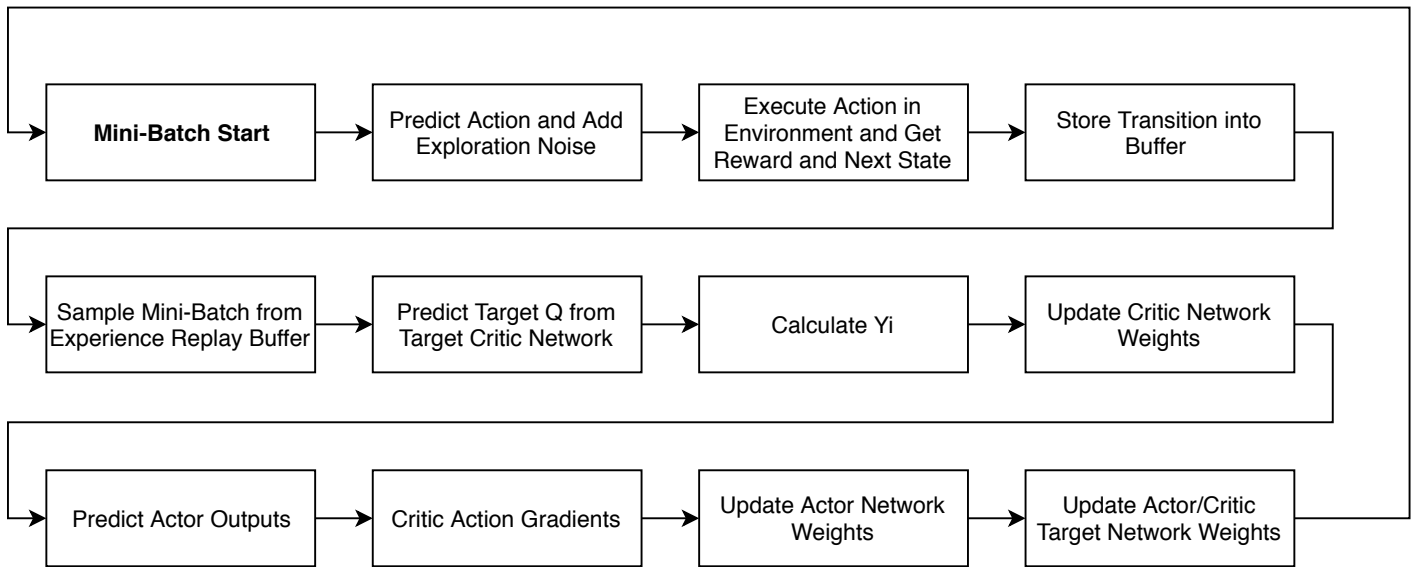 Mini-Batch Start
Predict Action and Add
Exploration Noise
Execute Action in
Environment and Get
Reward and Next State
Store Transition into
Buffer
Sample Mini-Batch from
Experience Replay Buffer
Predict Target Q from
Target Critic Network
Calculate Yi
Update Critic Network
Weights
Predict Actor Outputs
Critic Action Gradients
Update Actor Network
Weights
Update Actor/Critic
Target Network Weights